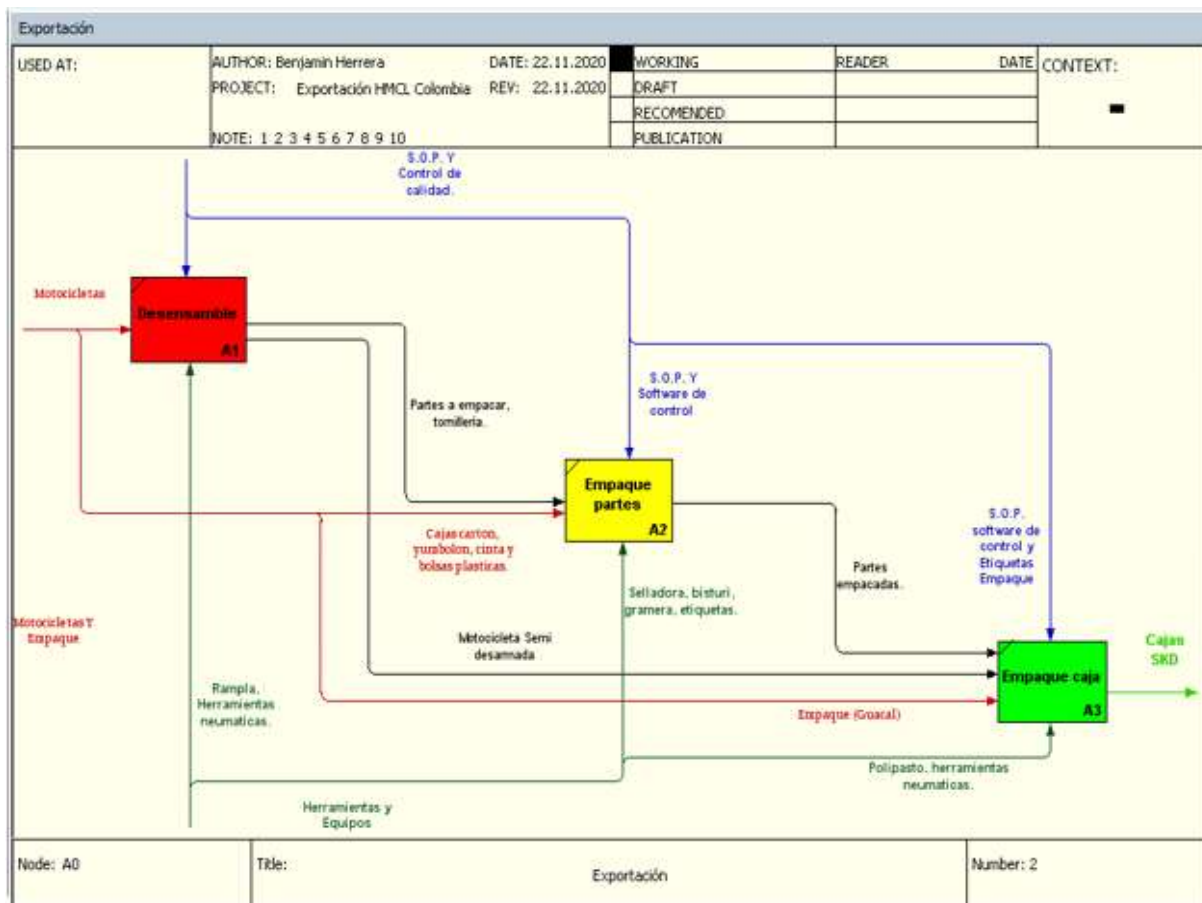 Exportación
USED AT:
AUTHOR: Benjamin Herrera
DATE: 22.11.2020
PROJECT: Exportación HMCL Colombia
REV: 22.11.2020
NOTE: 1 2 3 4 5 6 7 8 9 10
WORKING
DRAFT
RECOMENDED
PUBLICATION
READER
DATE
CONTEXT:
S.O.P. Y
Control de
calidad.
Motocicletas
Desensamble
A1
Partes a empacar,
tornilleria.
S.O.P. Y
Software de
control
Empaque
partes
A2
Cajas carton,
yumbolon, cinta y
bolsas plasticas.
S.O.P.
software de
control y
Etiquetas
Empaque
Partes
empacadas.
Selladora, bisturi,
gramera, etiquetas.
Motocicletas Y
Empaque
Motocicleta Semi
desarmada
Cajas
SKD
Empaque caja
A3
Rampla,
Herramientas
neumaticas.
Empaque (Guacal)
Polipasto, herramientas
neumaticas.
Herramientas y
Equipos
Node: A0
Title:
Exportación
Number: 2